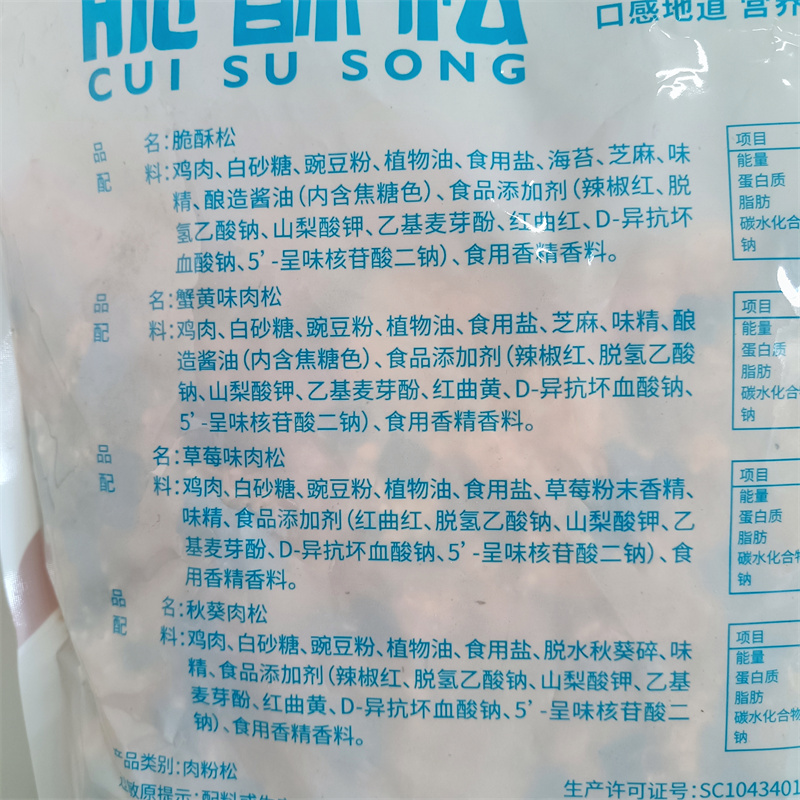 脆酥松
口感地道 营养
CUI SU SONG
品 名:脆酥松
配 料:鸡肉、白砂糖、豌豆粉、植物油、食用盐、海苔、芝麻、味
精、酿造酱油(内含焦糖色)、食品添加剂(辣椒红、脱
氢乙酸钠、山梨酸钾、乙基麦芽酚、红曲红、D-异抗坏
血酸钠、5’-呈味核苷酸二钠)、食用香精香料。
品 名:蟹黄味肉松
配 料:鸡肉、白砂糖、豌豆粉、植物油、食用盐、芝麻、味精、酿
造酱油(内含焦糖色)、食品添加剂(辣椒红、脱氢乙酸
钠、山梨酸钾、乙基麦芽酚、红曲黄、D-异抗坏血酸钠、
5’-呈味核苷酸二钠)、食用香精香料。
品 名:草莓味肉松
配 料:鸡肉、白砂糖、豌豆粉、植物油、食用盐、草莓粉末香精、
味精、食品添加剂(红曲红、脱氢乙酸钠、山梨酸钾、乙
基麦芽酚、D-异抗坏血酸钠、5’-呈味核苷酸二钠)、食
用香精香料。
品 名:秋葵肉松
配 料:鸡肉、白砂糖、豌豆粉、植物油、食用盐、脱水秋葵碎、味
精、食品添加剂(辣椒红、脱氢乙酸钠、山梨酸钾、乙基
麦芽酚、红曲黄、D-异抗坏血酸钠、5’-呈味核苷酸二
钠)、食用香精香料。
产品类别:肉粉松
敏原提示:配料或生
项目
能量
蛋白质
脂肪
碳水化合
钠
项目
能量
蛋白质
脂肪
碳水化合
钠
项目
能量
蛋白质
脂肪
碳水化合物
钠
项目
能量
蛋白质
脂肪
碳水化合物
钠
生产许可证号:SC1043401